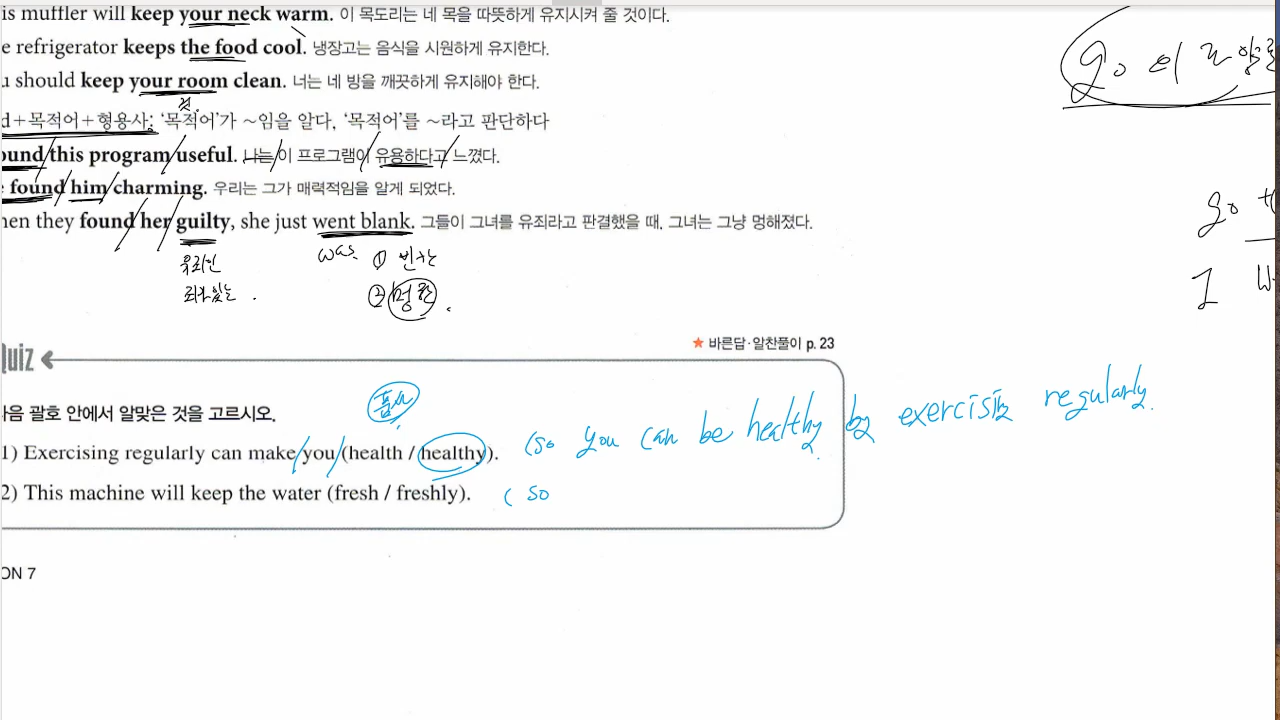 is muffler will keep your neck warm. 이 목도리는 네 목을 따뜻하게 유지시켜 줄 것이다.
e refrigerator keeps the food cool. 냉장고는 음식을 시원하게 유지한다.
u should keep your room clean. 너는 네 방을 깨끗하게 유지해야 한다.
d+목적어+형용사: '목적어'가 ~임을 알다, '목적어'를 ~라고 판단하다
ound this program useful. 나는 이 프로그램이 유용하다고 느꼈다.
e found him charming. 우리는 그가 매력적임을 알게 되었다.
hen they found her guilty, she just went blank. 그들이 그녀를 유죄라고 판결했을 때, 그녀는 그냥 멍해졌다.
유죄인
was. ① 빈
죄가있는.
② 멍한.
go 의
go
I
Quiz
★ 바른답·알찬풀이 p. 23
음 괄호 안에서 알맞은 것을 고르시오.
1) Exercising regularly can make you (health / healthy). (so you can be healthy by exercising regularly.
2) This machine will keep the water (fresh / freshly). ( so
ON 7